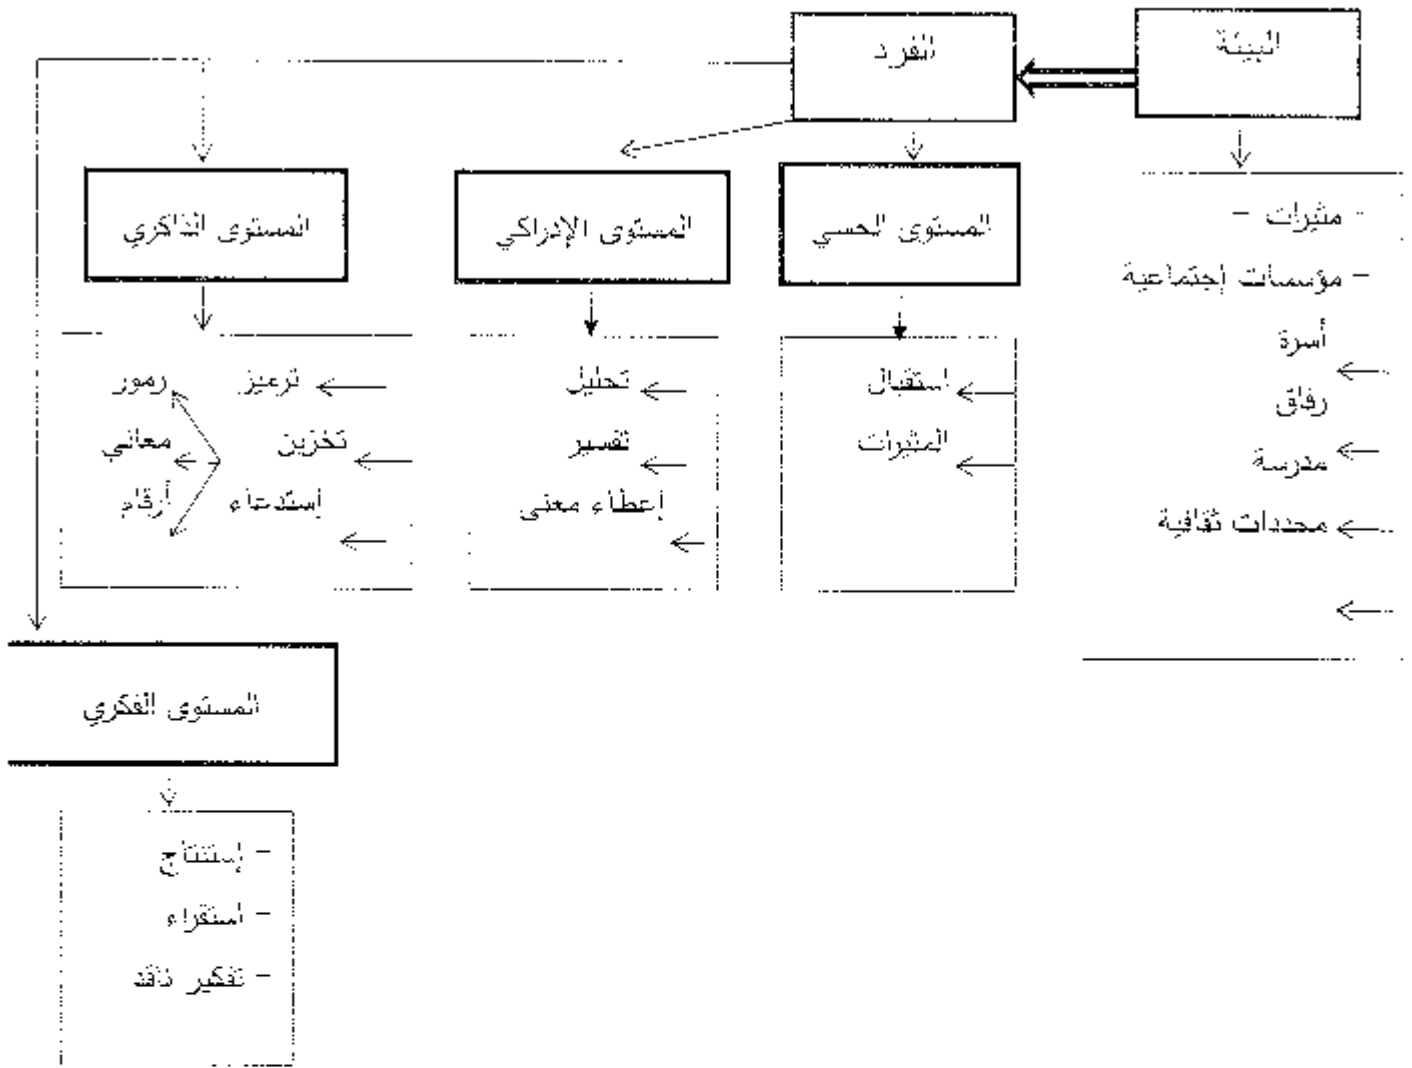 البيئة
الفرد
المستوى الحسي
المستوى الإدراكي
المستوى الذاكري
- مثيرات -
- مؤسسات إجتماعية
أسرة
رفاق
مدرسة
محددات ثقافية
استقبال
المثيرات
تحليل
تفسير
إعطاء معنى
ترميز
تخزين
إستدعاء
رموز
معاني
أرقام
المستوى الفكري
- إستنتاج
- استقراء
- تفكير ناقد